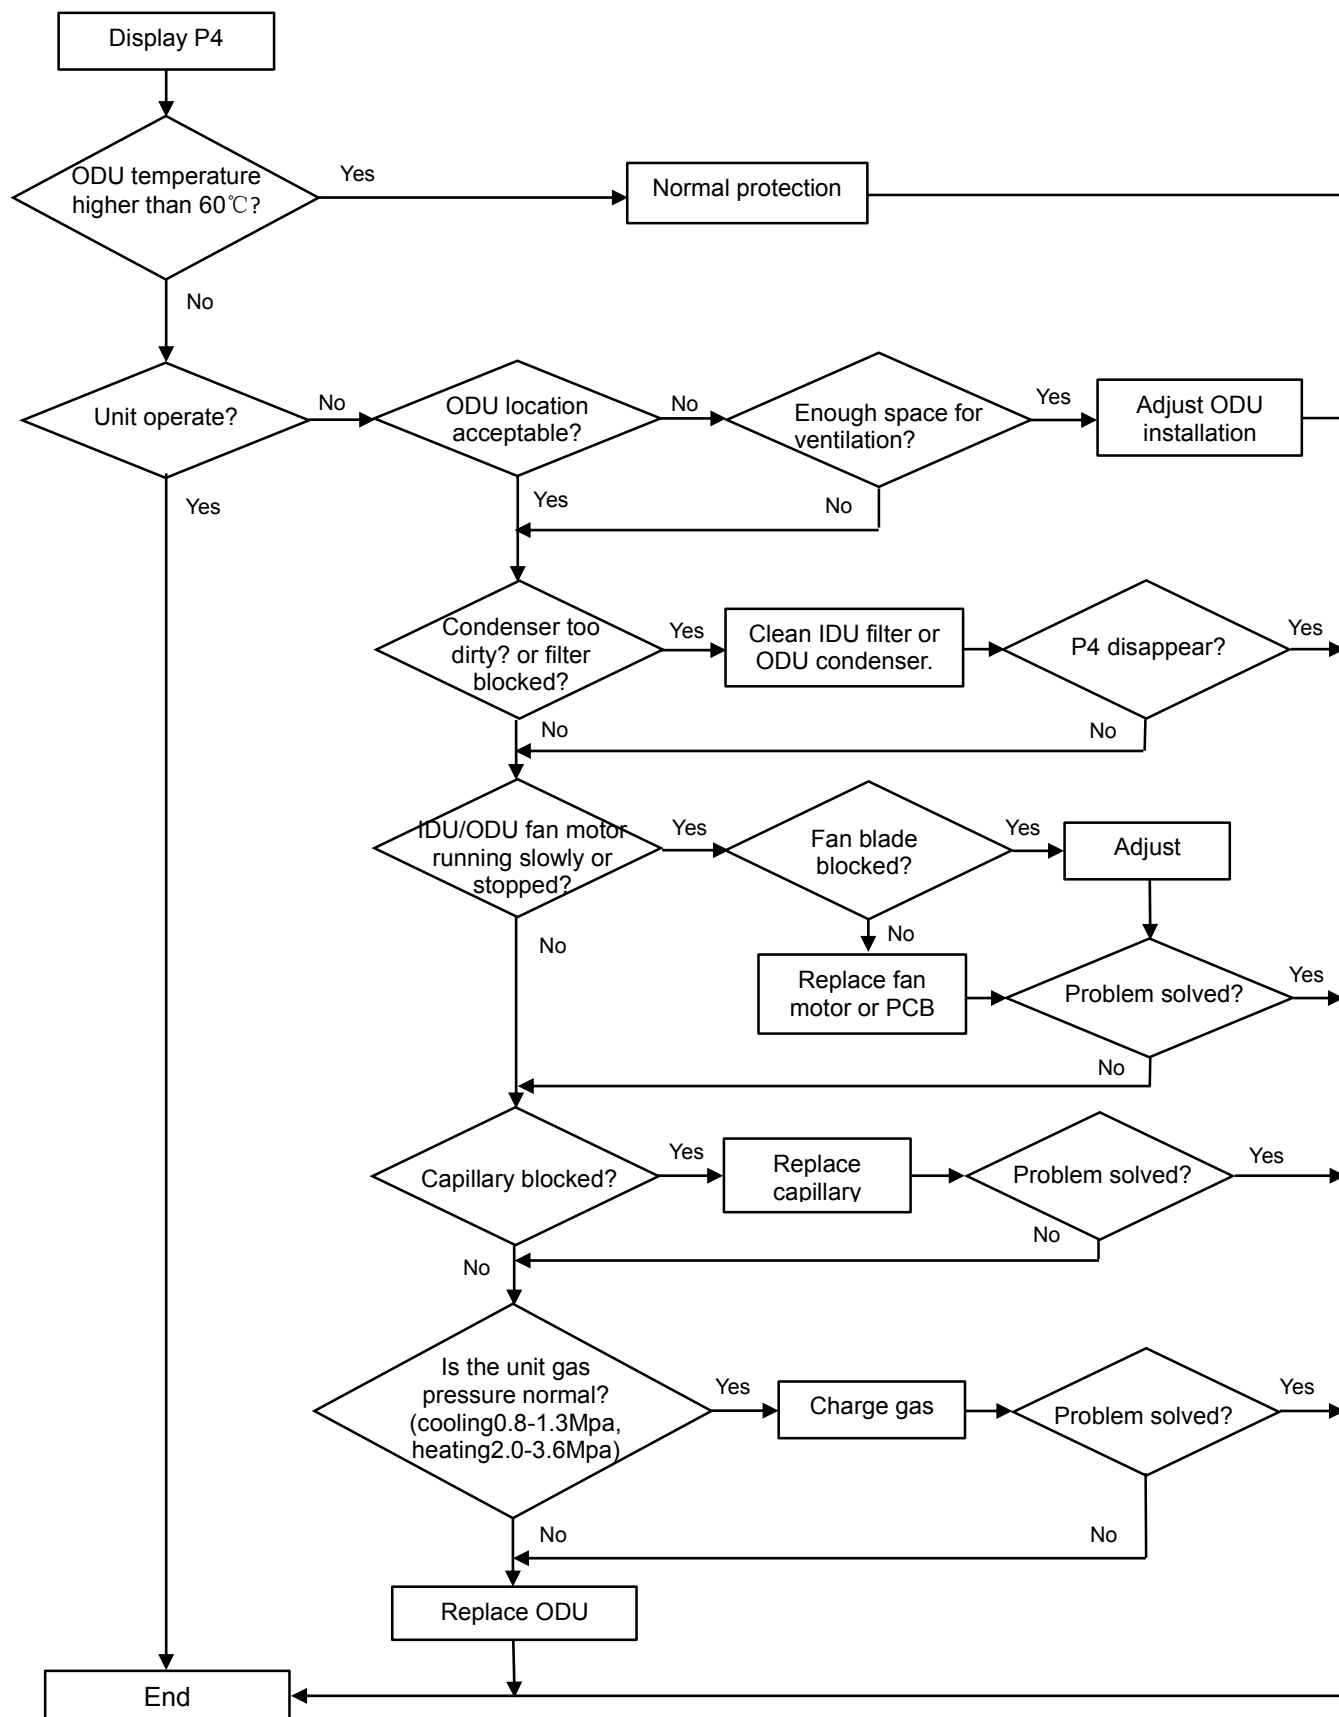 Display P4
ODU temperature
higher than 60℃?
Yes
Normal protection
No
Unit operate?
No
ODU location
acceptable?
No
Enough space for
ventilation?
Yes
Adjust ODU
installation
Yes
Yes
No
Condenser too
dirty? or filter
blocked?
Yes
Clean IDU filter or
ODU condenser.
P4 disappear?
Yes
No
No
IDU/ODU fan motor
running slowly or
stopped?
Yes
Fan blade
blocked?
Yes
Adjust
No
No
Replace fan
motor or PCB
Problem solved?
Yes
No
Capillary blocked?
Yes
Replace
capillary
Problem solved?
Yes
No
No
Is the unit gas
pressure normal?
(cooling0.8-1.3Mpa,
heating2.0-3.6Mpa)
Yes
Charge gas
Problem solved?
Yes
No
No
Replace ODU
End